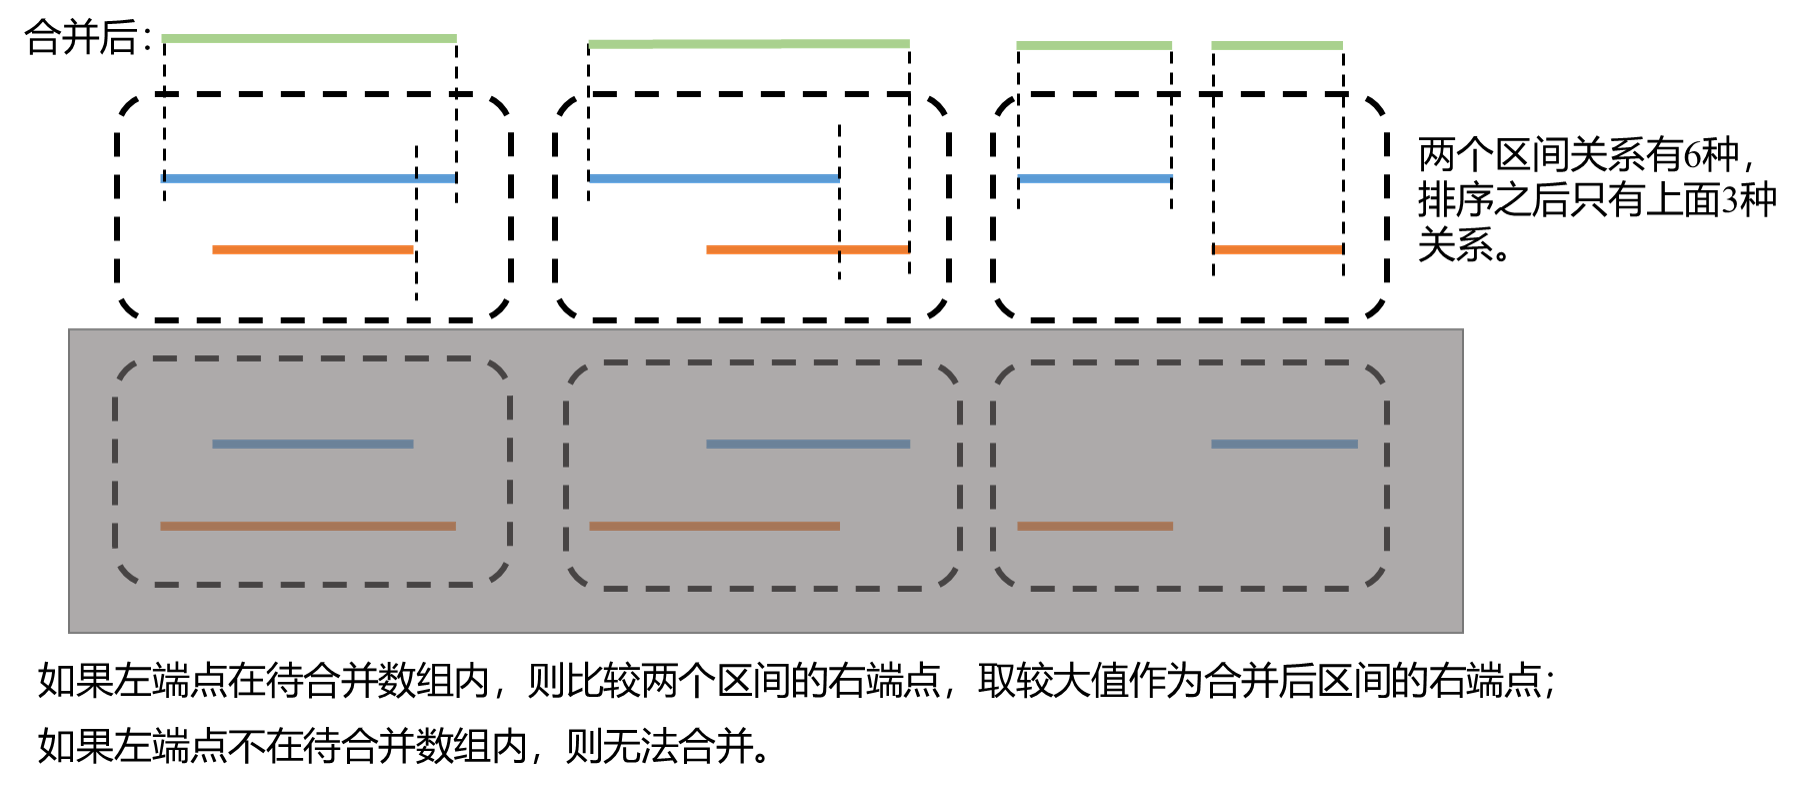 合并后：
两个区间关系有6种，
排序之后只有上面3种
关系。
如果左端点在待合并数组内，则比较两个区间的右端点，取较大值作为合并后区间的右端点；
如果左端点不在待合并数组内，则无法合并。